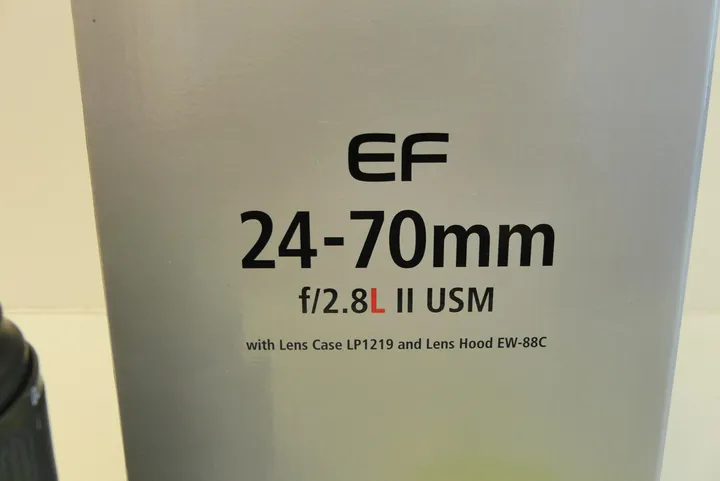 EF
24-70mm
f/2.8L II USM
with Lens Case LP1219 and Lens Hood EW-88C